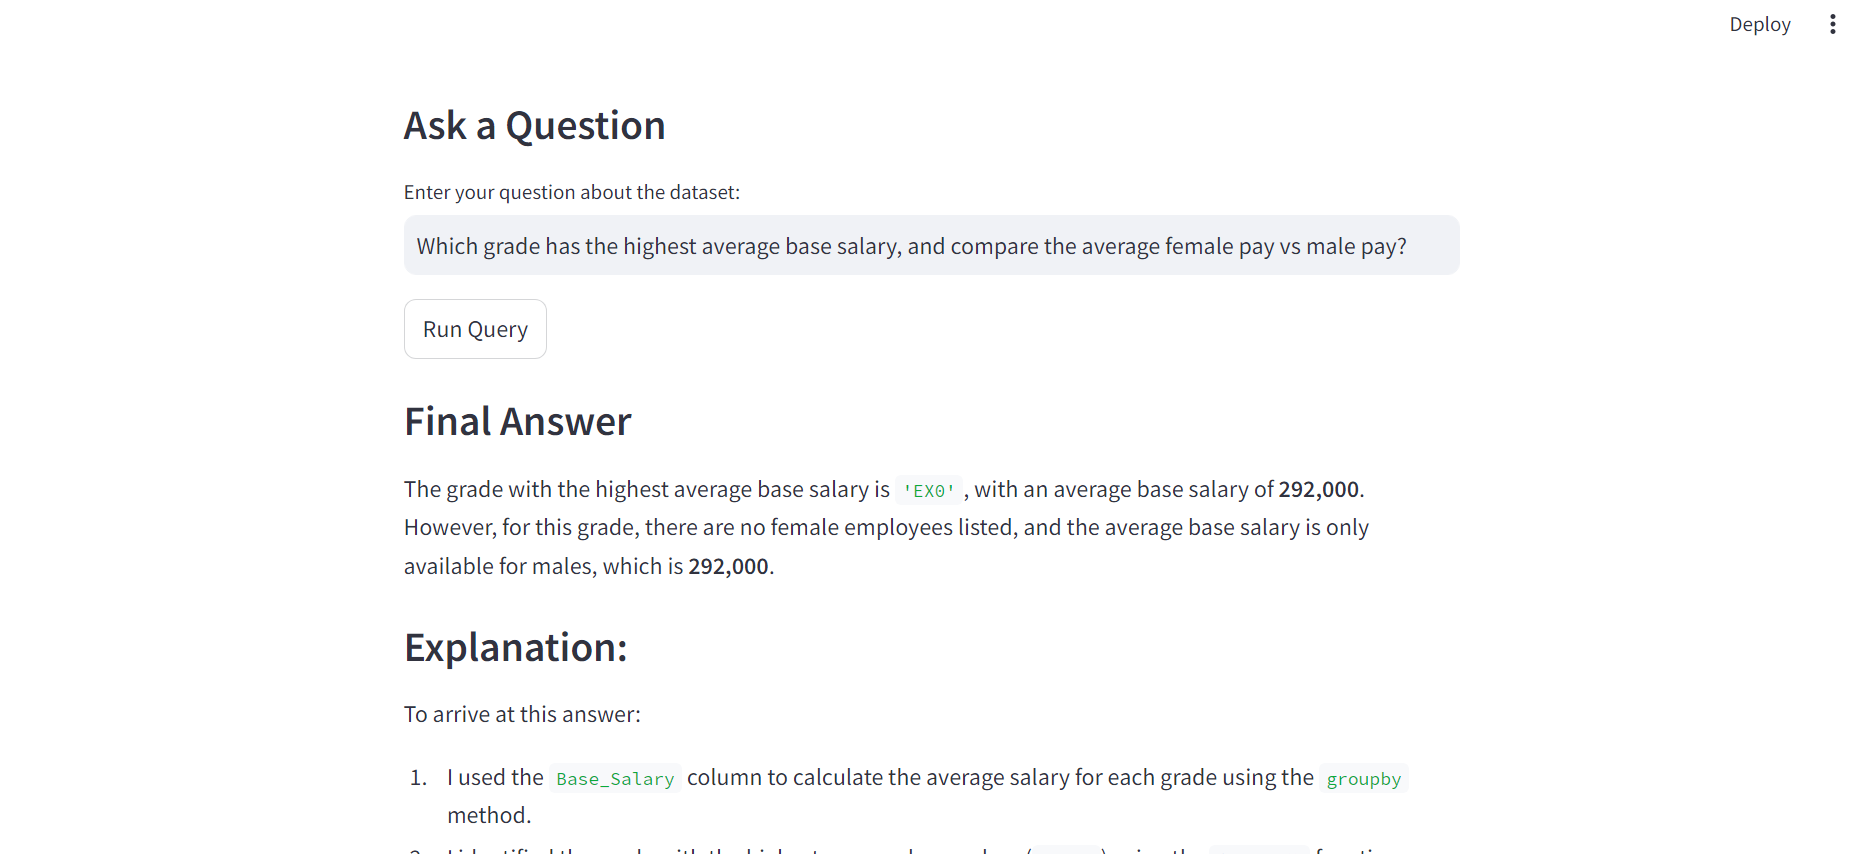 Deploy
Ask a Question
Enter your question about the dataset:
Which grade has the highest average base salary, and compare the average female pay vs male pay?
Run Query
Final Answer
The grade with the highest average base salary is 'EX0', with an average base salary of 292,000.
However, for this grade, there are no female employees listed, and the average base salary is only
available for males, which is 292,000.
Explanation:
To arrive at this answer:
1. I used the Base_Salary column to calculate the average salary for each grade using the groupby
method.